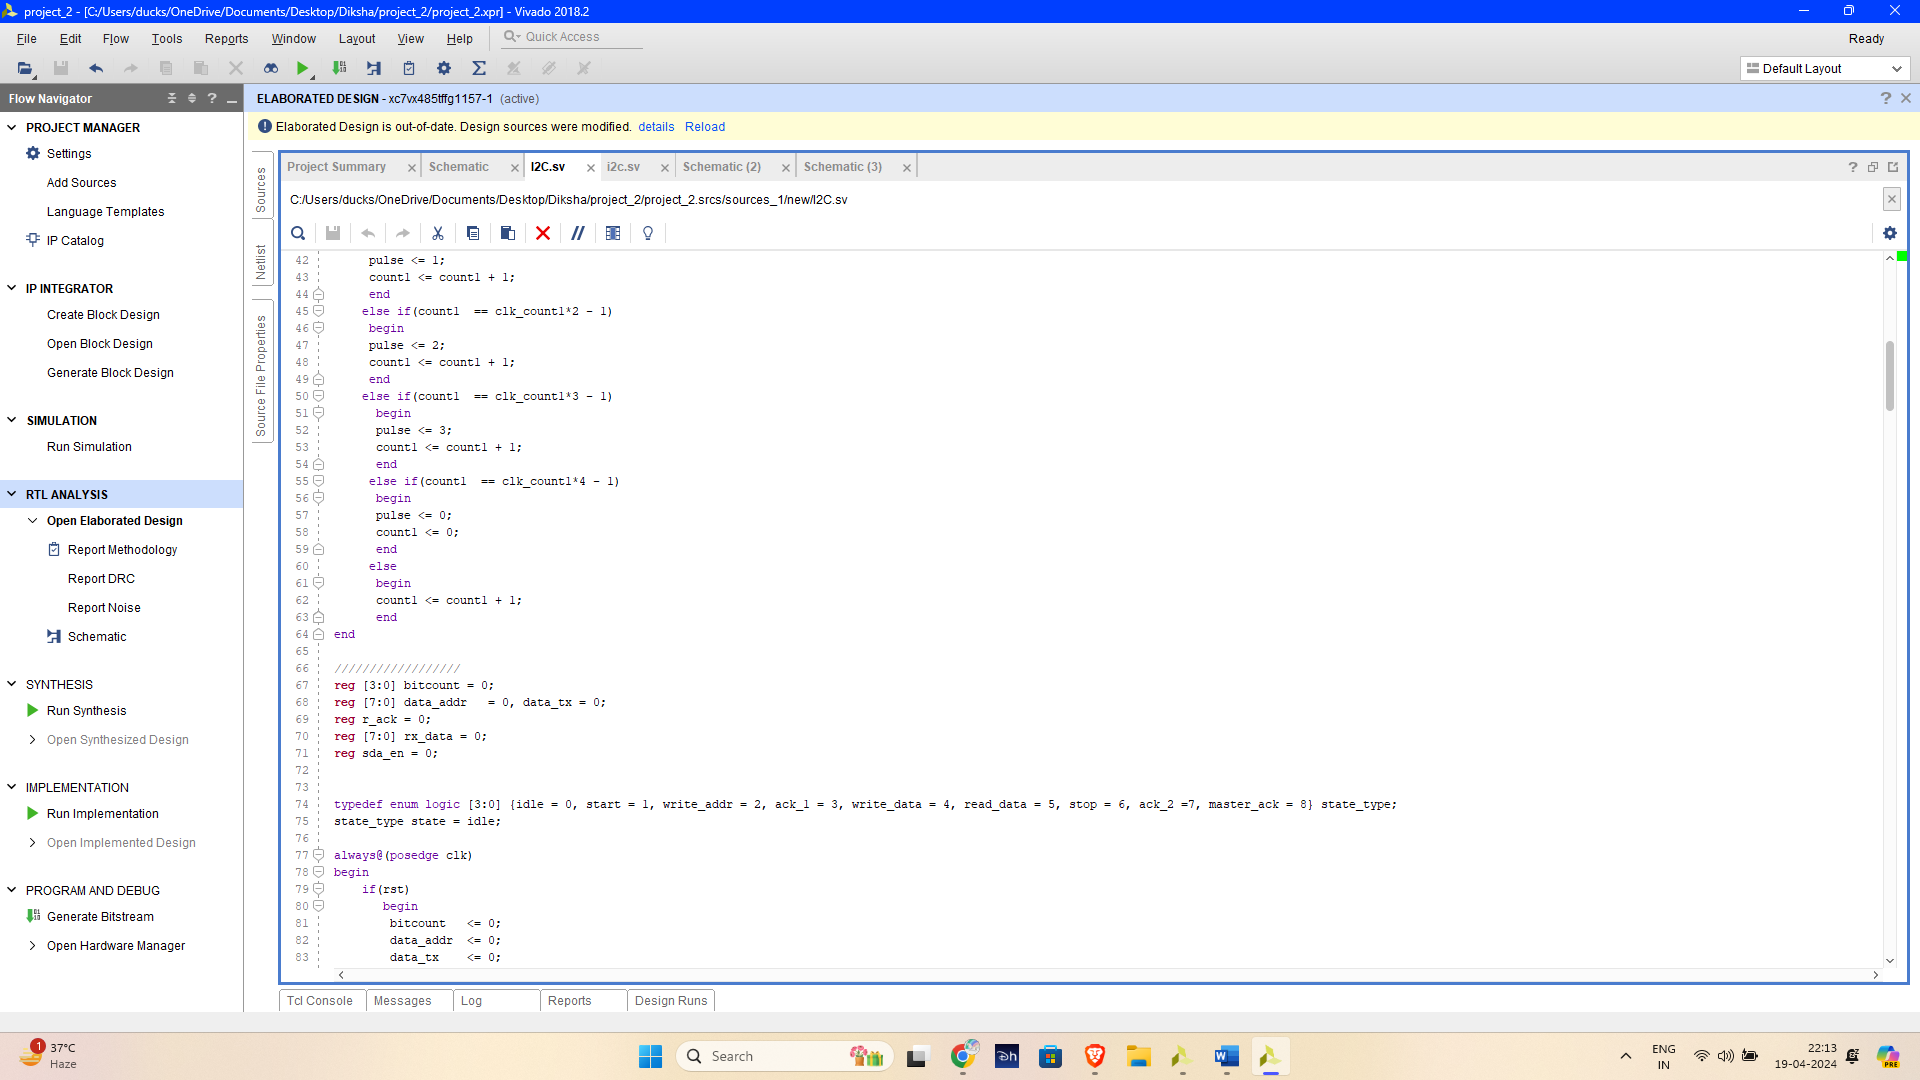 project_2 - [C:/Users/ducks/OneDrive/Documents/Desktop/Diksha/project_2/project_2.xpr] - Vivado 2018.2
File Edit Flow Tools Reports Window Layout View Help Quick Access Ready
Default Layout
Flow Navigator ? ELABORATED DESIGN - xc7vx485tffg1157-1 (active) ?
PROJECT MANAGER
Elaborated Design is out-of-date. Design sources were modified. details Reload
Settings
Add Sources
Language Templates
IP Catalog
IP INTEGRATOR
Create Block Design
Open Block Design
Generate Block Design
SIMULATION
Run Simulation
RTL ANALYSIS
Open Elaborated Design
Report Methodology
Report DRC
Report Noise
Schematic
SYNTHESIS
Run Synthesis
Open Synthesized Design
IMPLEMENTATION
Run Implementation
Open Implemented Design
PROGRAM AND DEBUG
Generate Bitstream
Open Hardware Manager
Sources
Netlist
Source File Properties
Project Summary Schematic I2C.sv i2c.sv Schematic (2) Schematic (3) ?
C:/Users/ducks/OneDrive/Documents/Desktop/Diksha/project_2/project_2.srcs/sources_1/new/I2C.sv
42 pulse <= 1;
43 count1 <= count1 + 1;
44 end
45 else if(count1  == clk_count1*2 - 1)
46 begin
47 pulse <= 2;
48 count1 <= count1 + 1;
49 end
50 else if(count1  == clk_count1*3 - 1)
51 begin
52 pulse <= 3;
53 count1 <= count1 + 1;
54 end
55 else if(count1  == clk_count1*4 - 1)
56 begin
57 pulse <= 0;
58 count1 <= 0;
59 end
60 else
61 begin
62 count1 <= count1 + 1;
63 end
64 end
65
66 //////////////////
67 reg [3:0] bitcount = 0;
68 reg [7:0] data_addr   = 0, data_tx = 0;
69 reg r_ack = 0;
70 reg [7:0] rx_data = 0;
71 reg sda_en = 0;
72
73
74 typedef enum logic [3:0] {idle = 0, start = 1, write_addr = 2, ack_1 = 3, write_data = 4, read_data = 5, stop = 6, ack_2 =7, master_ack = 8} state_type;
75 state_type state = idle;
76
77 always@(posedge clk)
78 begin
79 if(rst)
80 begin
81 bitcount   <= 0;
82 data_addr  <= 0;
83 data_tx    <= 0;
Tcl Console Messages Log Reports Design Runs
1 37°C
Haze
Search
ENG
IN
22:13
19-04-2024
PRE